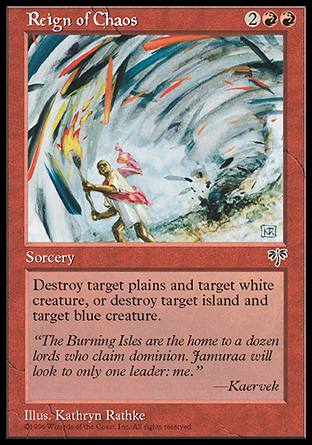 Reign of Chaos 2
KR
Sorcery
Destroy target plains and target white
creature, or destroy target island and
target blue creature.
"The Burning Isles are the home to a dozen
lords who claim dominion. Jamuraa will
look to only one leader: me."
—Kaervek
Illus. Kathryn Rathke
©1996 Wizards of the Coast, Inc. All rights reserved.